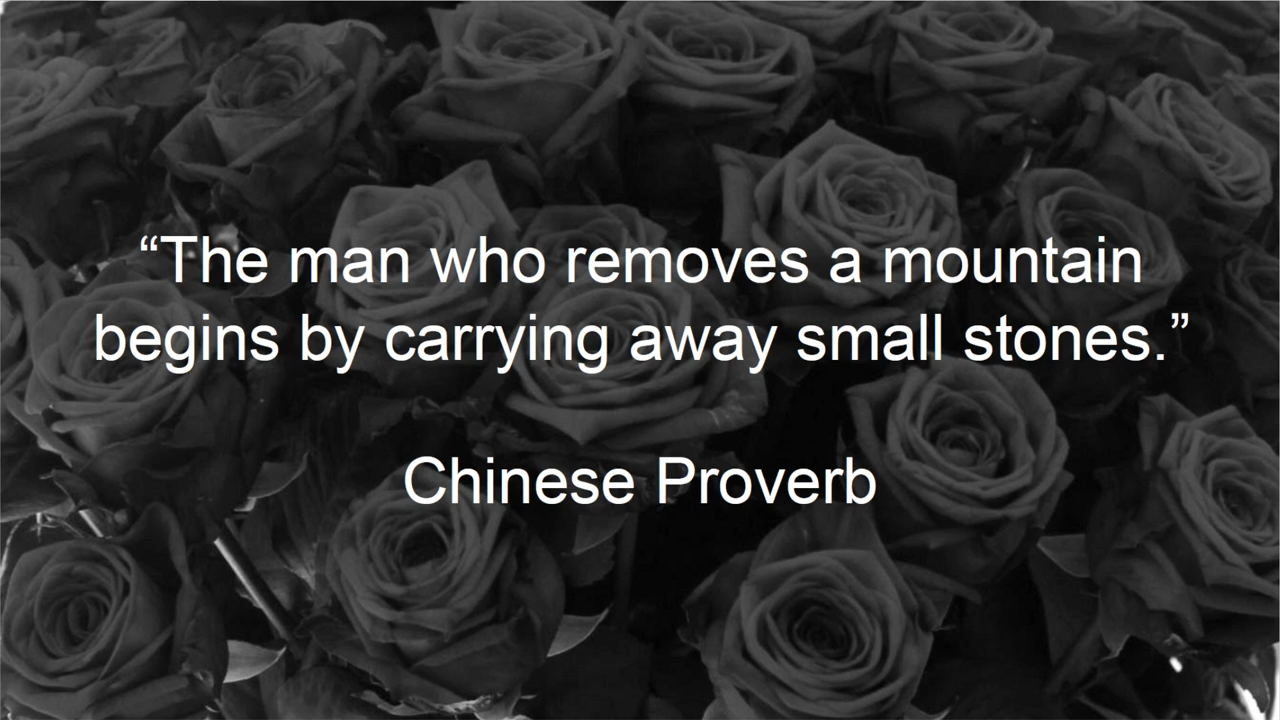 “The man who removes a mountain
begins by carrying away small stones.”
Chinese Proverb